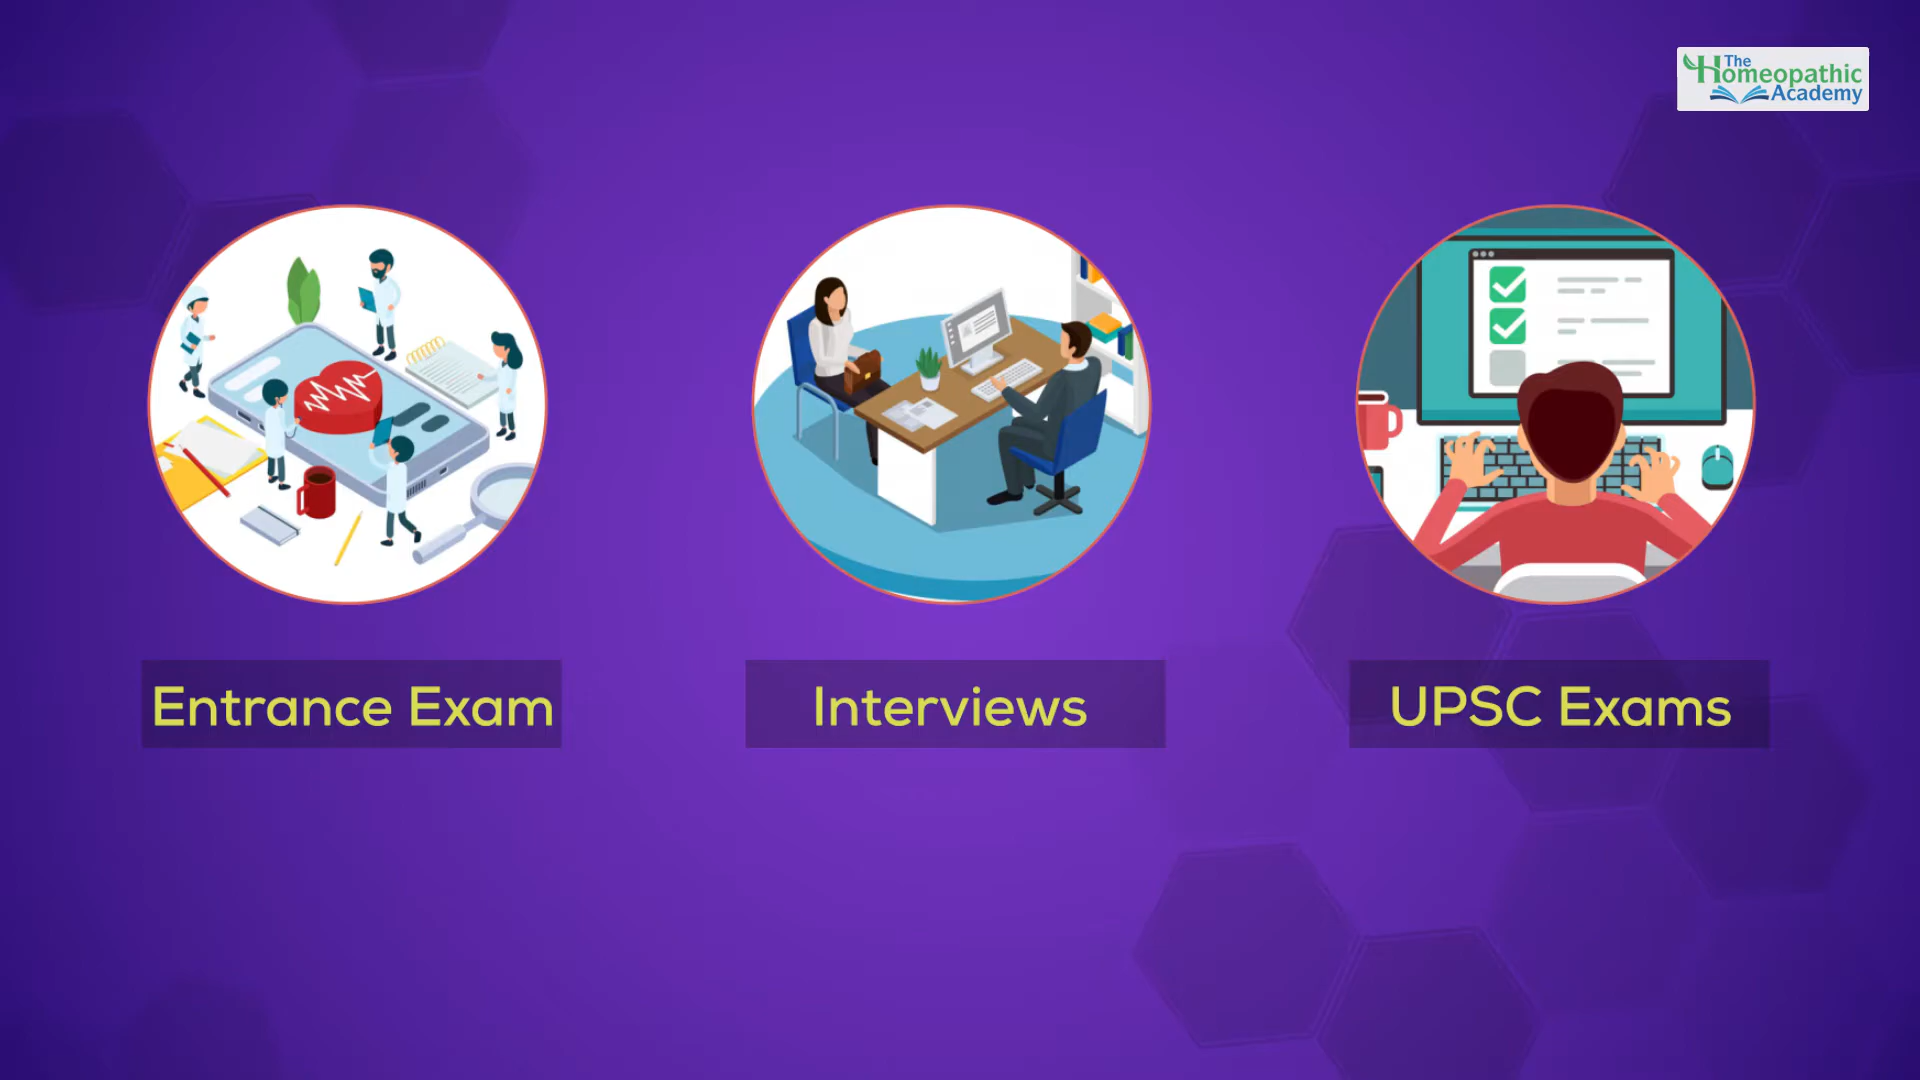 The
Homeopathic
Academy
Entrance Exam
Interviews
UPSC Exams